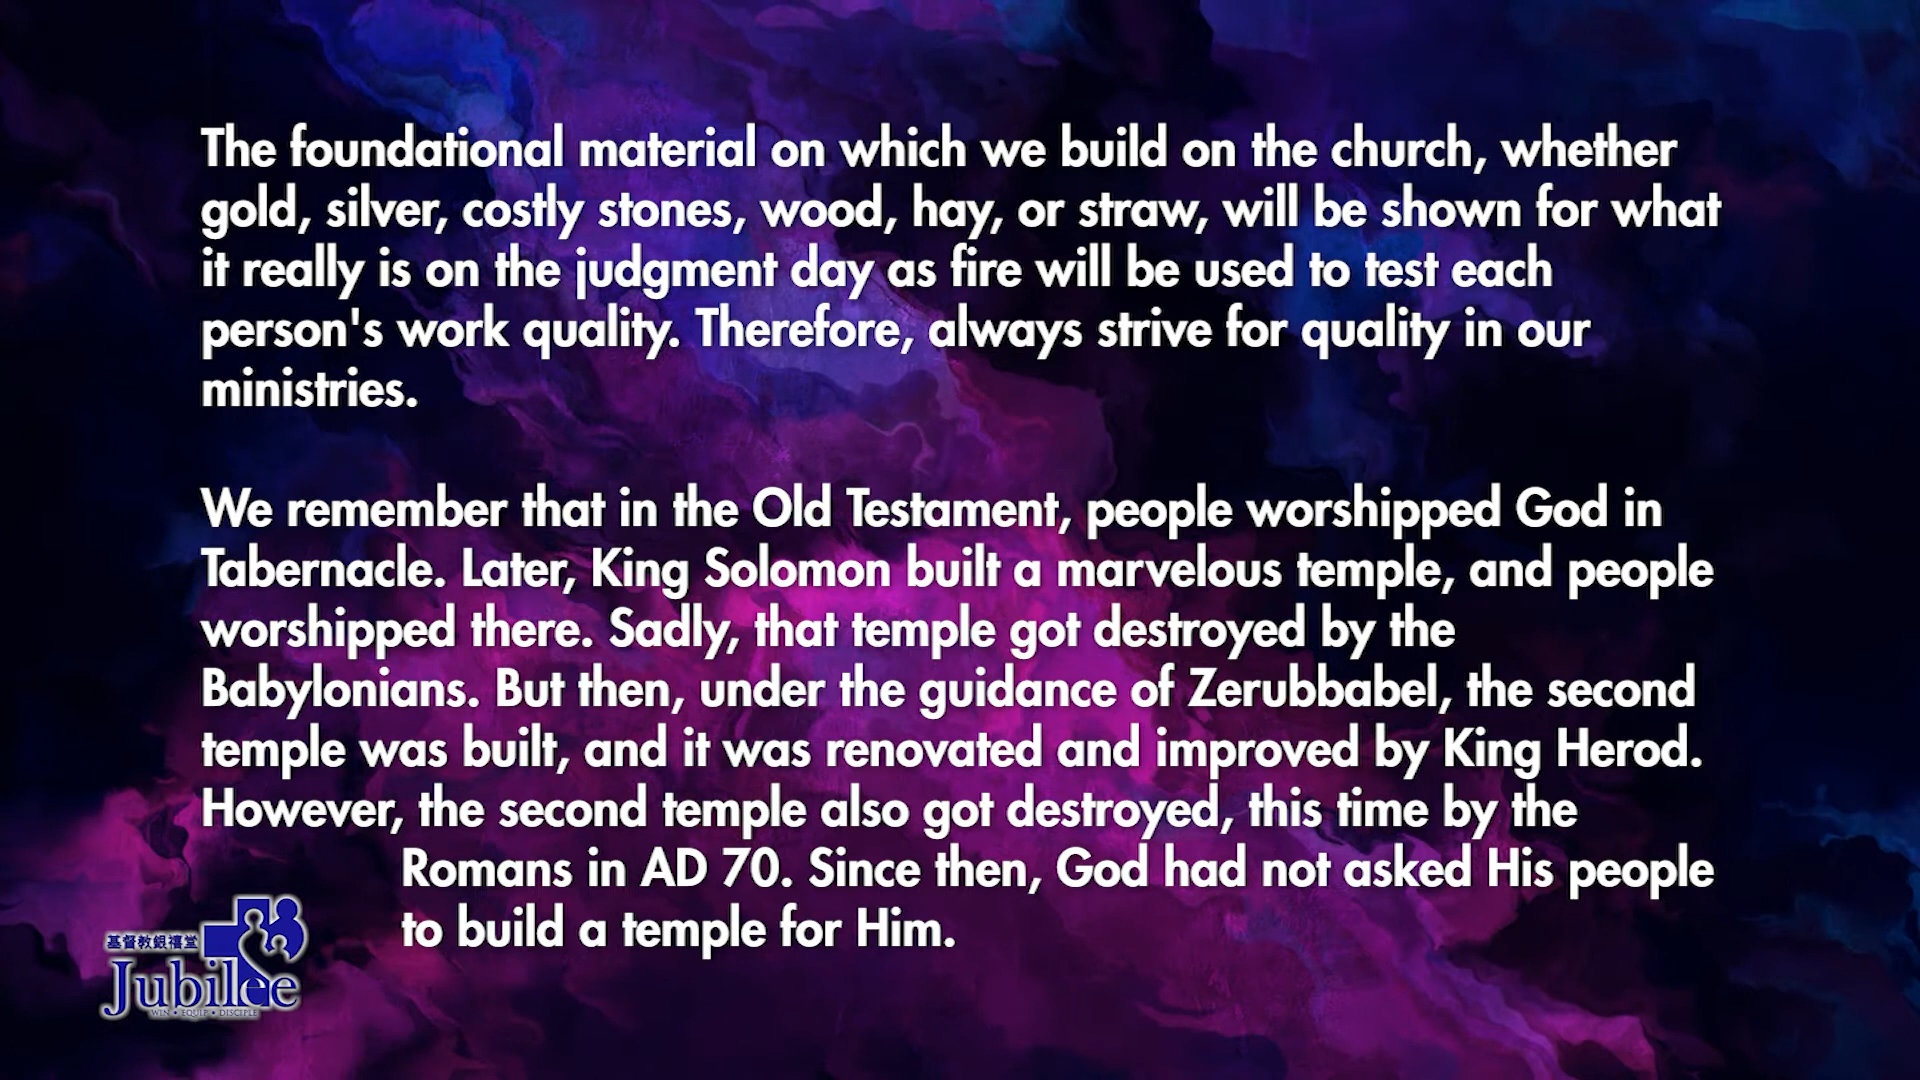 The foundational material on which we build on the church, whether
gold, silver, costly stones, wood, hay, or straw, will be shown for what
it really is on the judgment day as fire will be used to test each
person's work quality. Therefore, always strive for quality in our
ministries.
We remember that in the Old Testament, people worshipped God in
Tabernacle. Later, King Solomon built a marvelous temple, and people
worshipped there. Sadly, that temple got destroyed by the
Babylonians. But then, under the guidance of Zerubbabel, the second
temple was built, and it was renovated and improved by King Herod.
However, the second temple also got destroyed, this time by the
Romans in AD 70. Since then, God had not asked His people
to build a temple for Him.
基督教銀禧堂
Jubilee
WIN • EQUIP • DISCIPLE